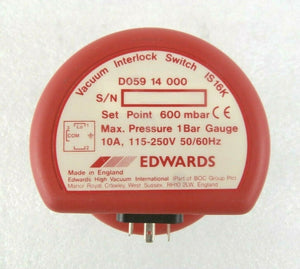 Vacuum Interlock Switch IS16K
D059 14 000
S/N
Set Point 600 mbar CE
Max. Pressure 1Bar Gauge
10A, 115-250V 50/60Hz
COM
EDWARDS
Made in England
Edwards High Vacuum International (Part of BOC Group Plc)
Manor Royal, Crawley, West Sussex, RH10 2LW, England